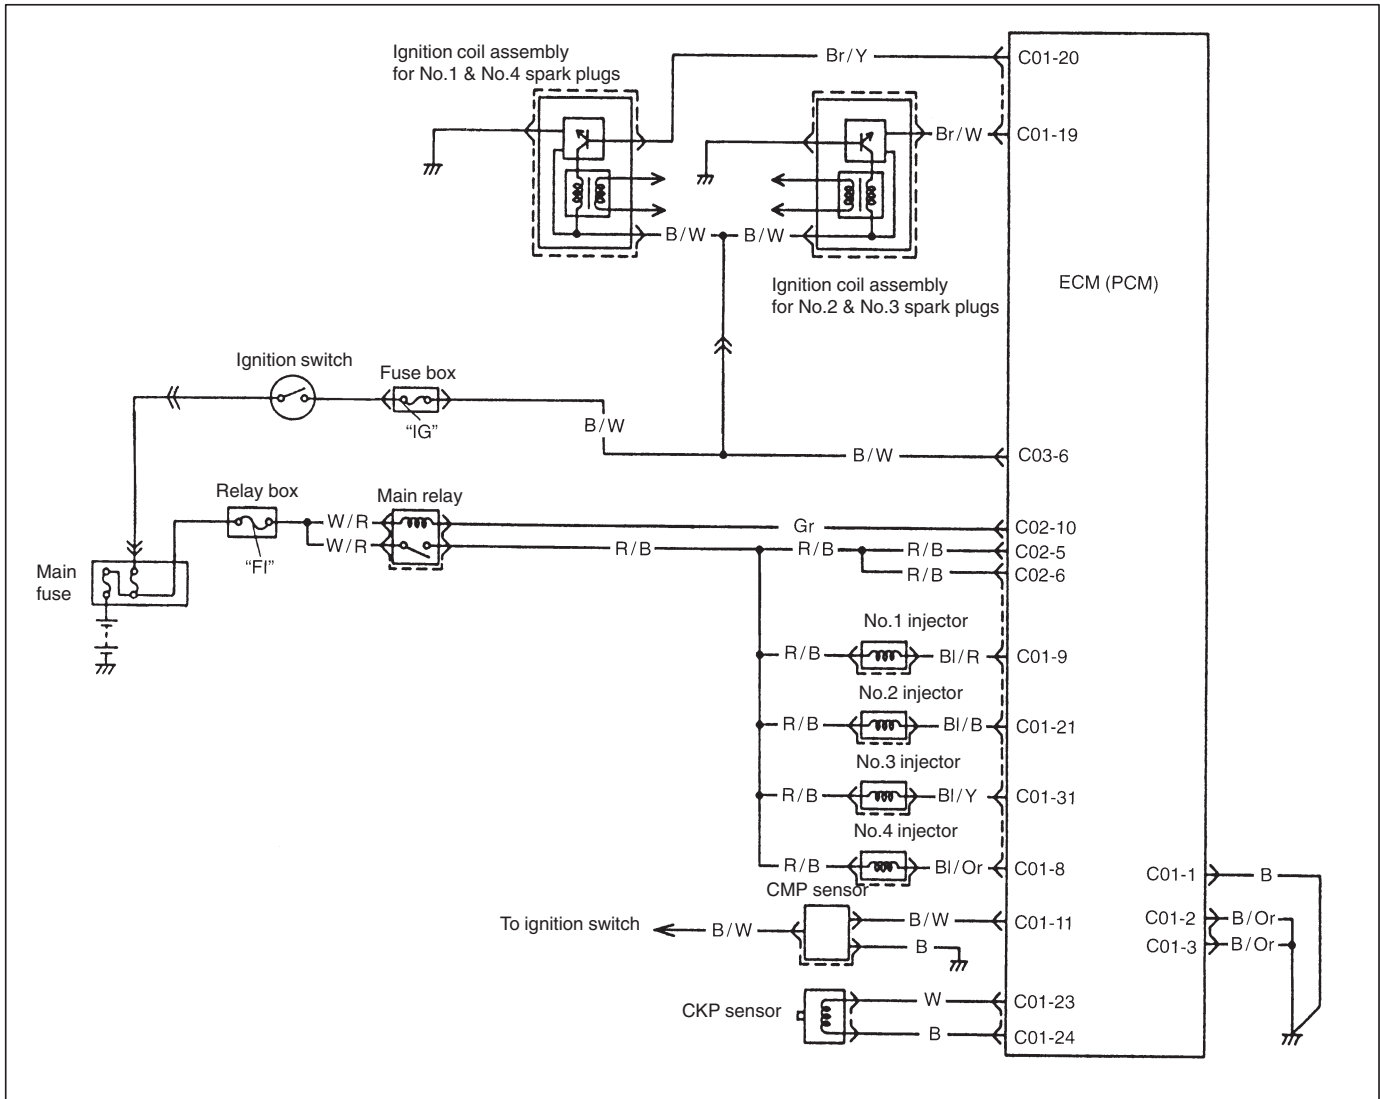 Ignition coil assembly
for No.1 & No.4 spark plugs
Br/Y
C01-20
Br/W
C01-19
B/W
B/W
Ignition coil assembly
for No.2 & No.3 spark plugs
ECM (PCM)
Ignition switch
Fuse box
"IG"
B/W
B/W
C03-6
Relay box
"FI"
Main relay
W/R
W/R
Gr
C02-10
R/B
R/B
R/B
C02-5
R/B
C02-6
Main
fuse
No.1 injector
R/B
Bl/R
C01-9
No.2 injector
R/B
Bl/B
C01-21
No.3 injector
R/B
Bl/Y
C01-31
No.4 injector
R/B
Bl/Or
C01-8
CMP sensor
To ignition switch
B/W
B/W
C01-11
B
C01-1
B
C01-2
B/Or
C01-3
B/Or
CKP sensor
W
C01-23
B
C01-24